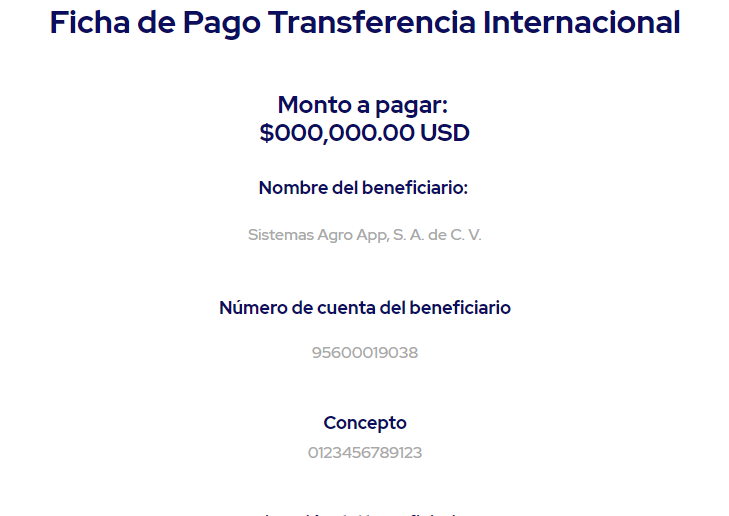 Ficha de Pago Transferencia Internacional
Monto a pagar:
$000,000.00 USD
Nombre del beneficiario:
Sistemas Agro App, S. A. de C. V.
Número de cuenta del beneficiario
95600019038
Concepto
0123456789123